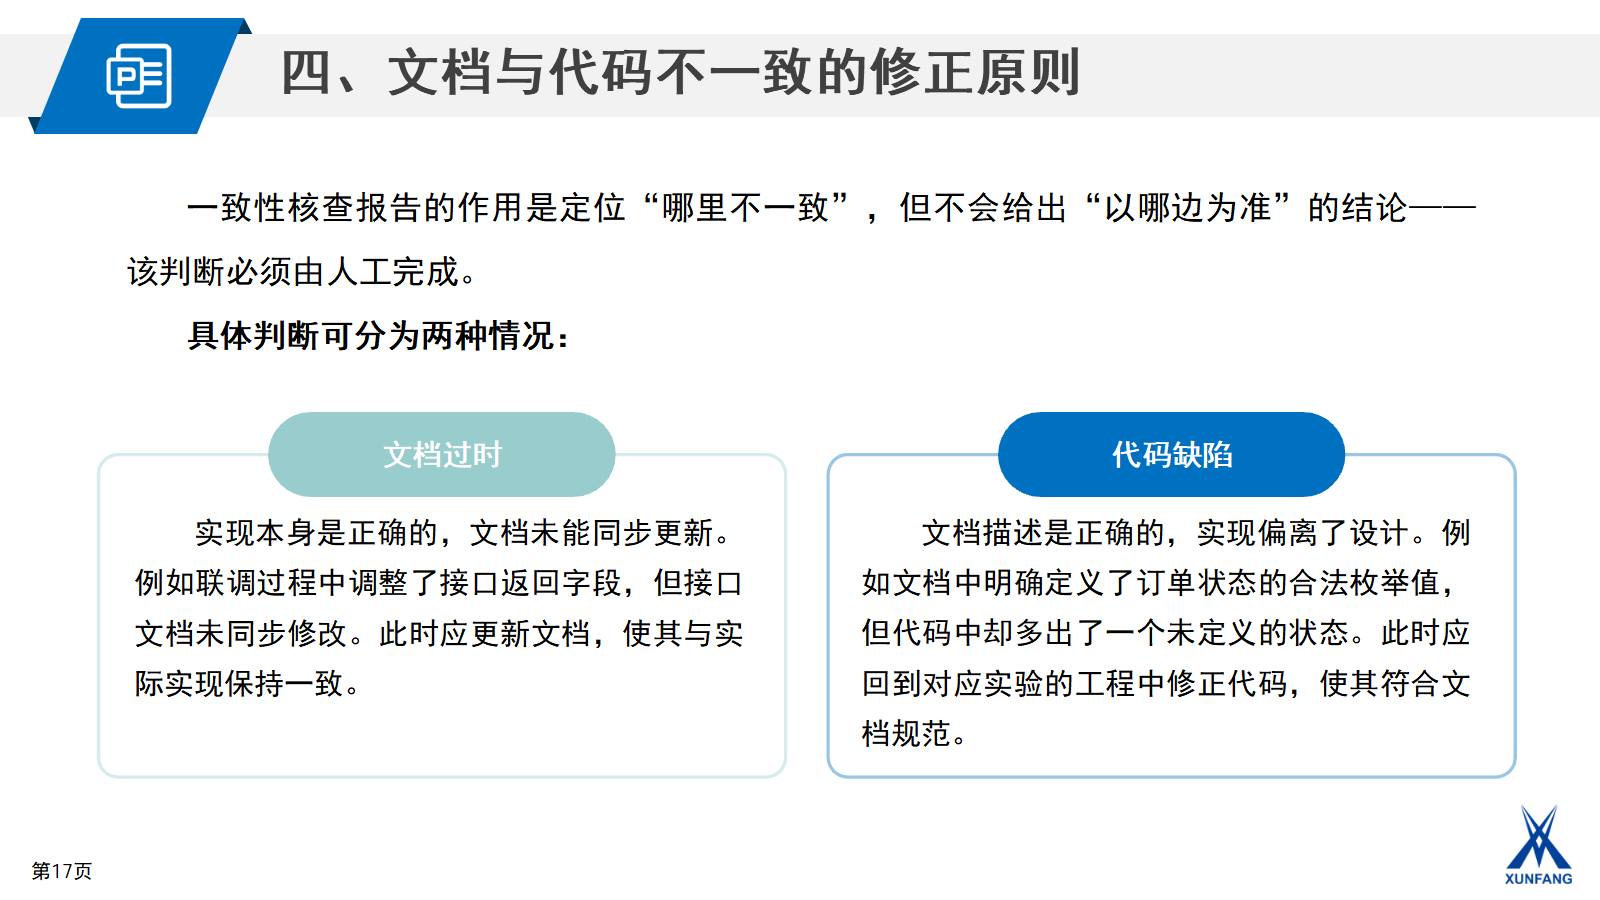 四、文档与代码不一致的修正原则
一致性核查报告的作用是定位“哪里不一致”，但不会给出“以哪边为准”的结论——
该判断必须由人工完成。
具体判断可分为两种情况：
文档过时
实现本身是正确的，文档未能同步更新。
例如联调过程中调整了接口返回字段，但接口
文档未同步修改。此时应更新文档，使其与实
际实现保持一致。
代码缺陷
文档描述是正确的，实现偏离了设计。例
如文档中明确定义了订单状态的合法枚举值，
但代码中却多出了一个未定义的状态。此时应
回到对应实验的工程中修正代码，使其符合文
档规范。
第17页
XUNFANG